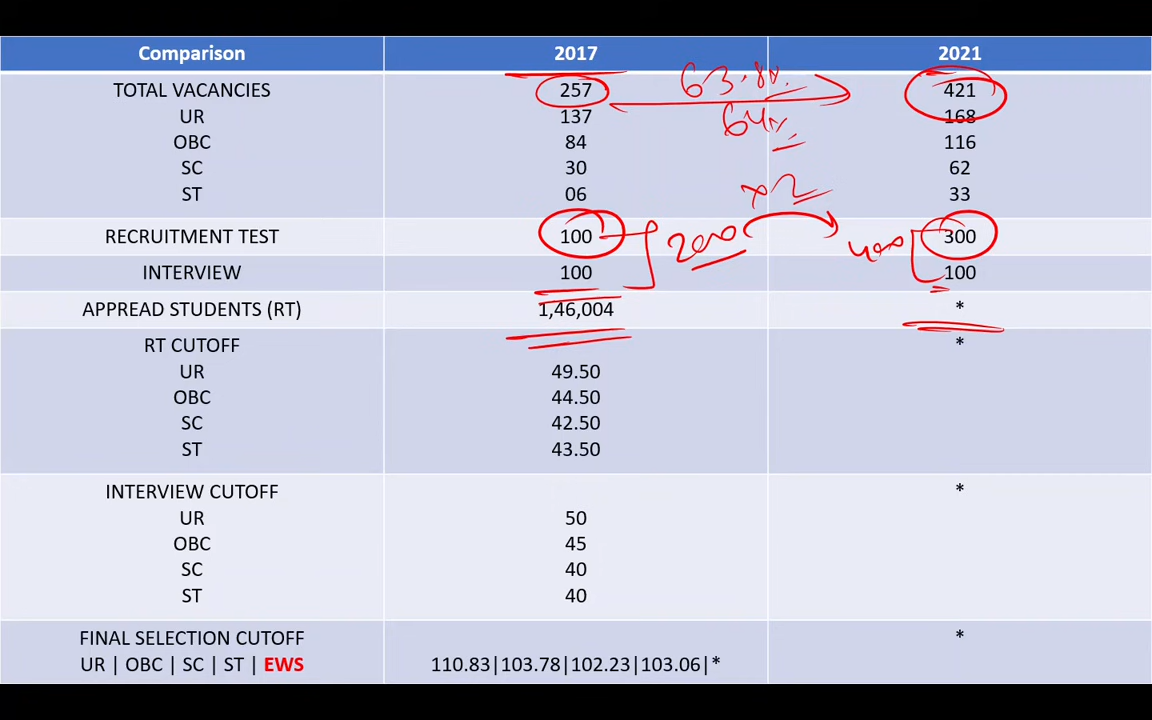 Comparison 2017 2021
TOTAL VACANCIES 257 421
UR 137 168
OBC 84 116
SC 30 62
ST 06 33
63.8%
64%
×2
RECRUITMENT TEST 100 300
200 400
INTERVIEW 100 100
APPREAD STUDENTS (RT) 1,46,004 *
RT CUTOFF *
UR 49.50
OBC 44.50
SC 42.50
ST 43.50
INTERVIEW CUTOFF *
UR 50
OBC 45
SC 40
ST 40
FINAL SELECTION CUTOFF *
UR | OBC | SC | ST | EWS 110.83|103.78|102.23|103.06|*